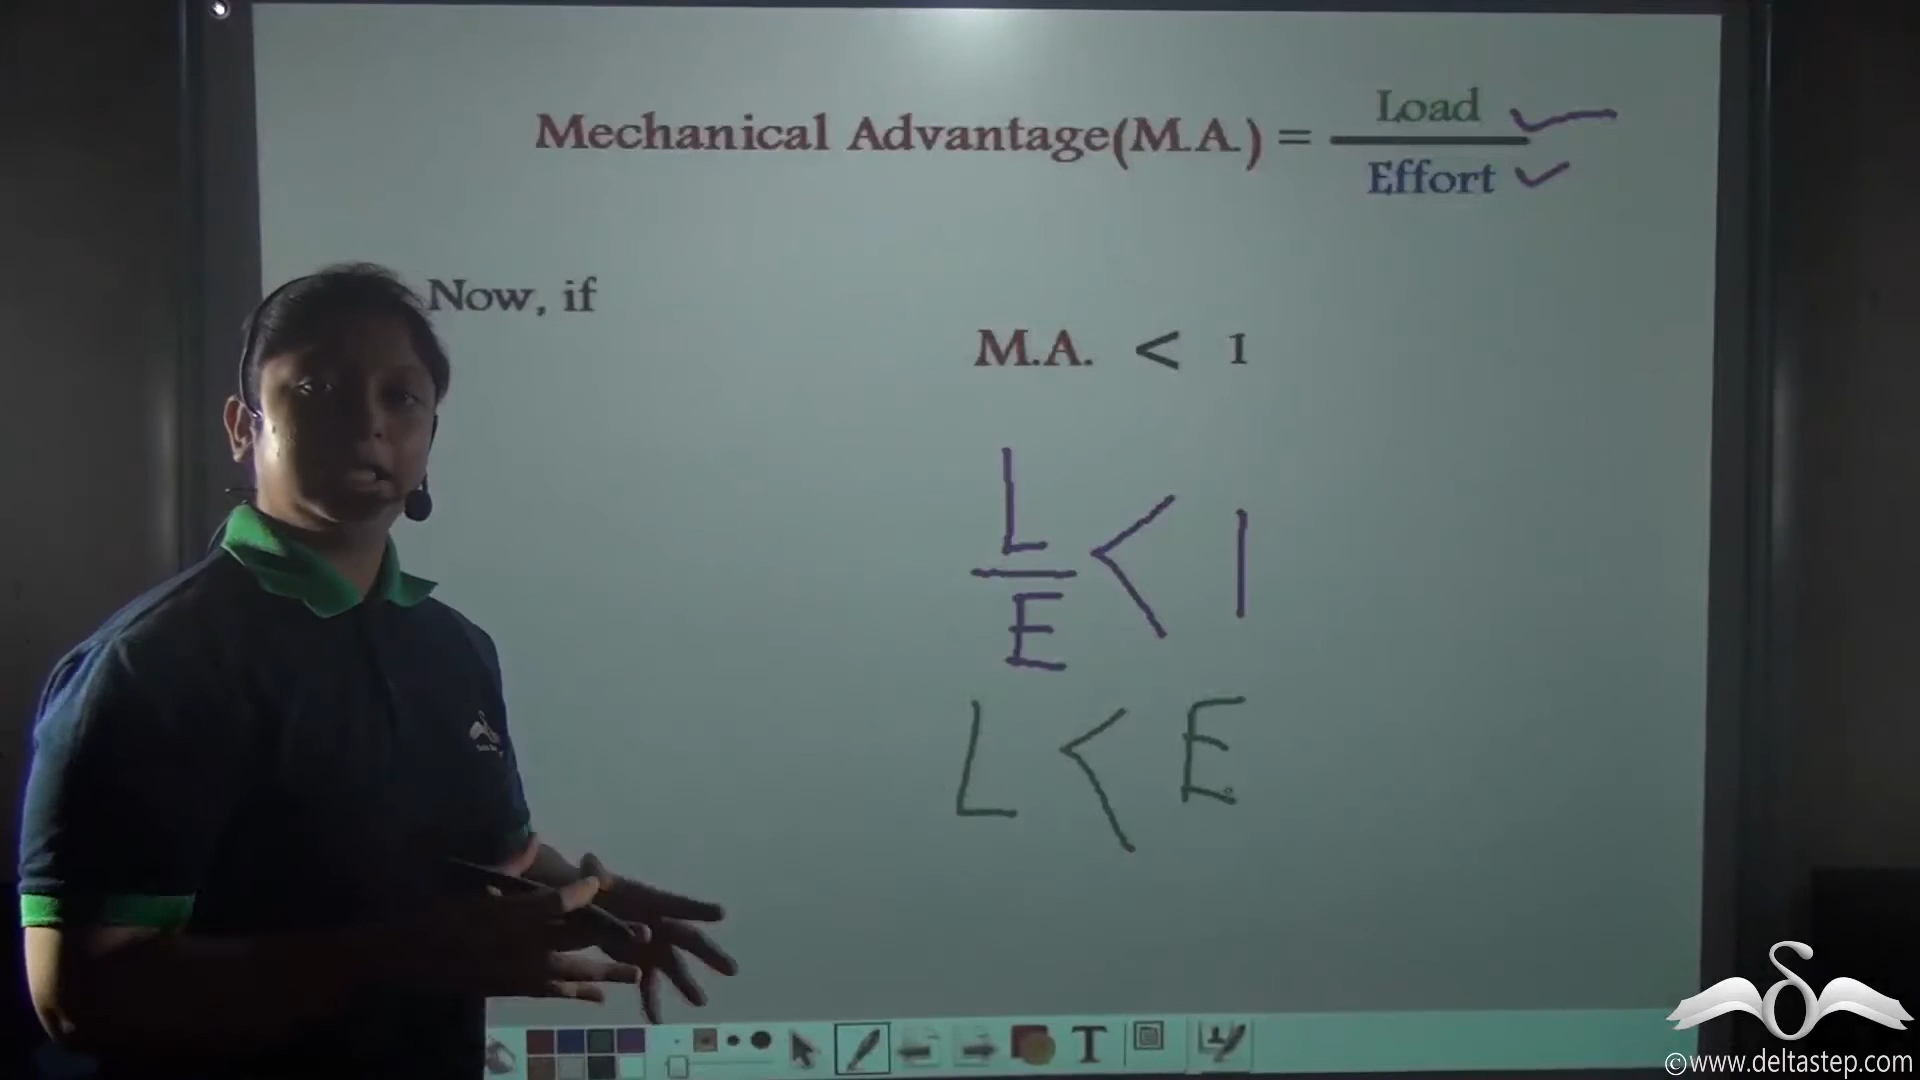 Mechanical Advantage(M.A.) = Load
Effort
Now, if
M.A. < 1
L
E < 1
L < E
T
©www.deltastep.com